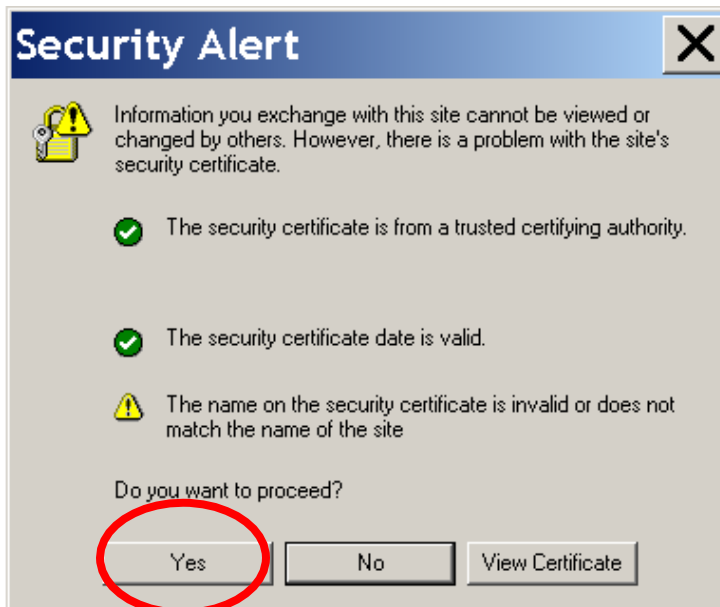 Security Alert
Information you exchange with this site cannot be viewed or
changed by others. However, there is a problem with the site's
security certificate.
The security certificate is from a trusted certifying authority.
The security certificate date is valid.
The name on the security certificate is invalid or does not
match the name of the site
Do you want to proceed?
Yes No View Certificate